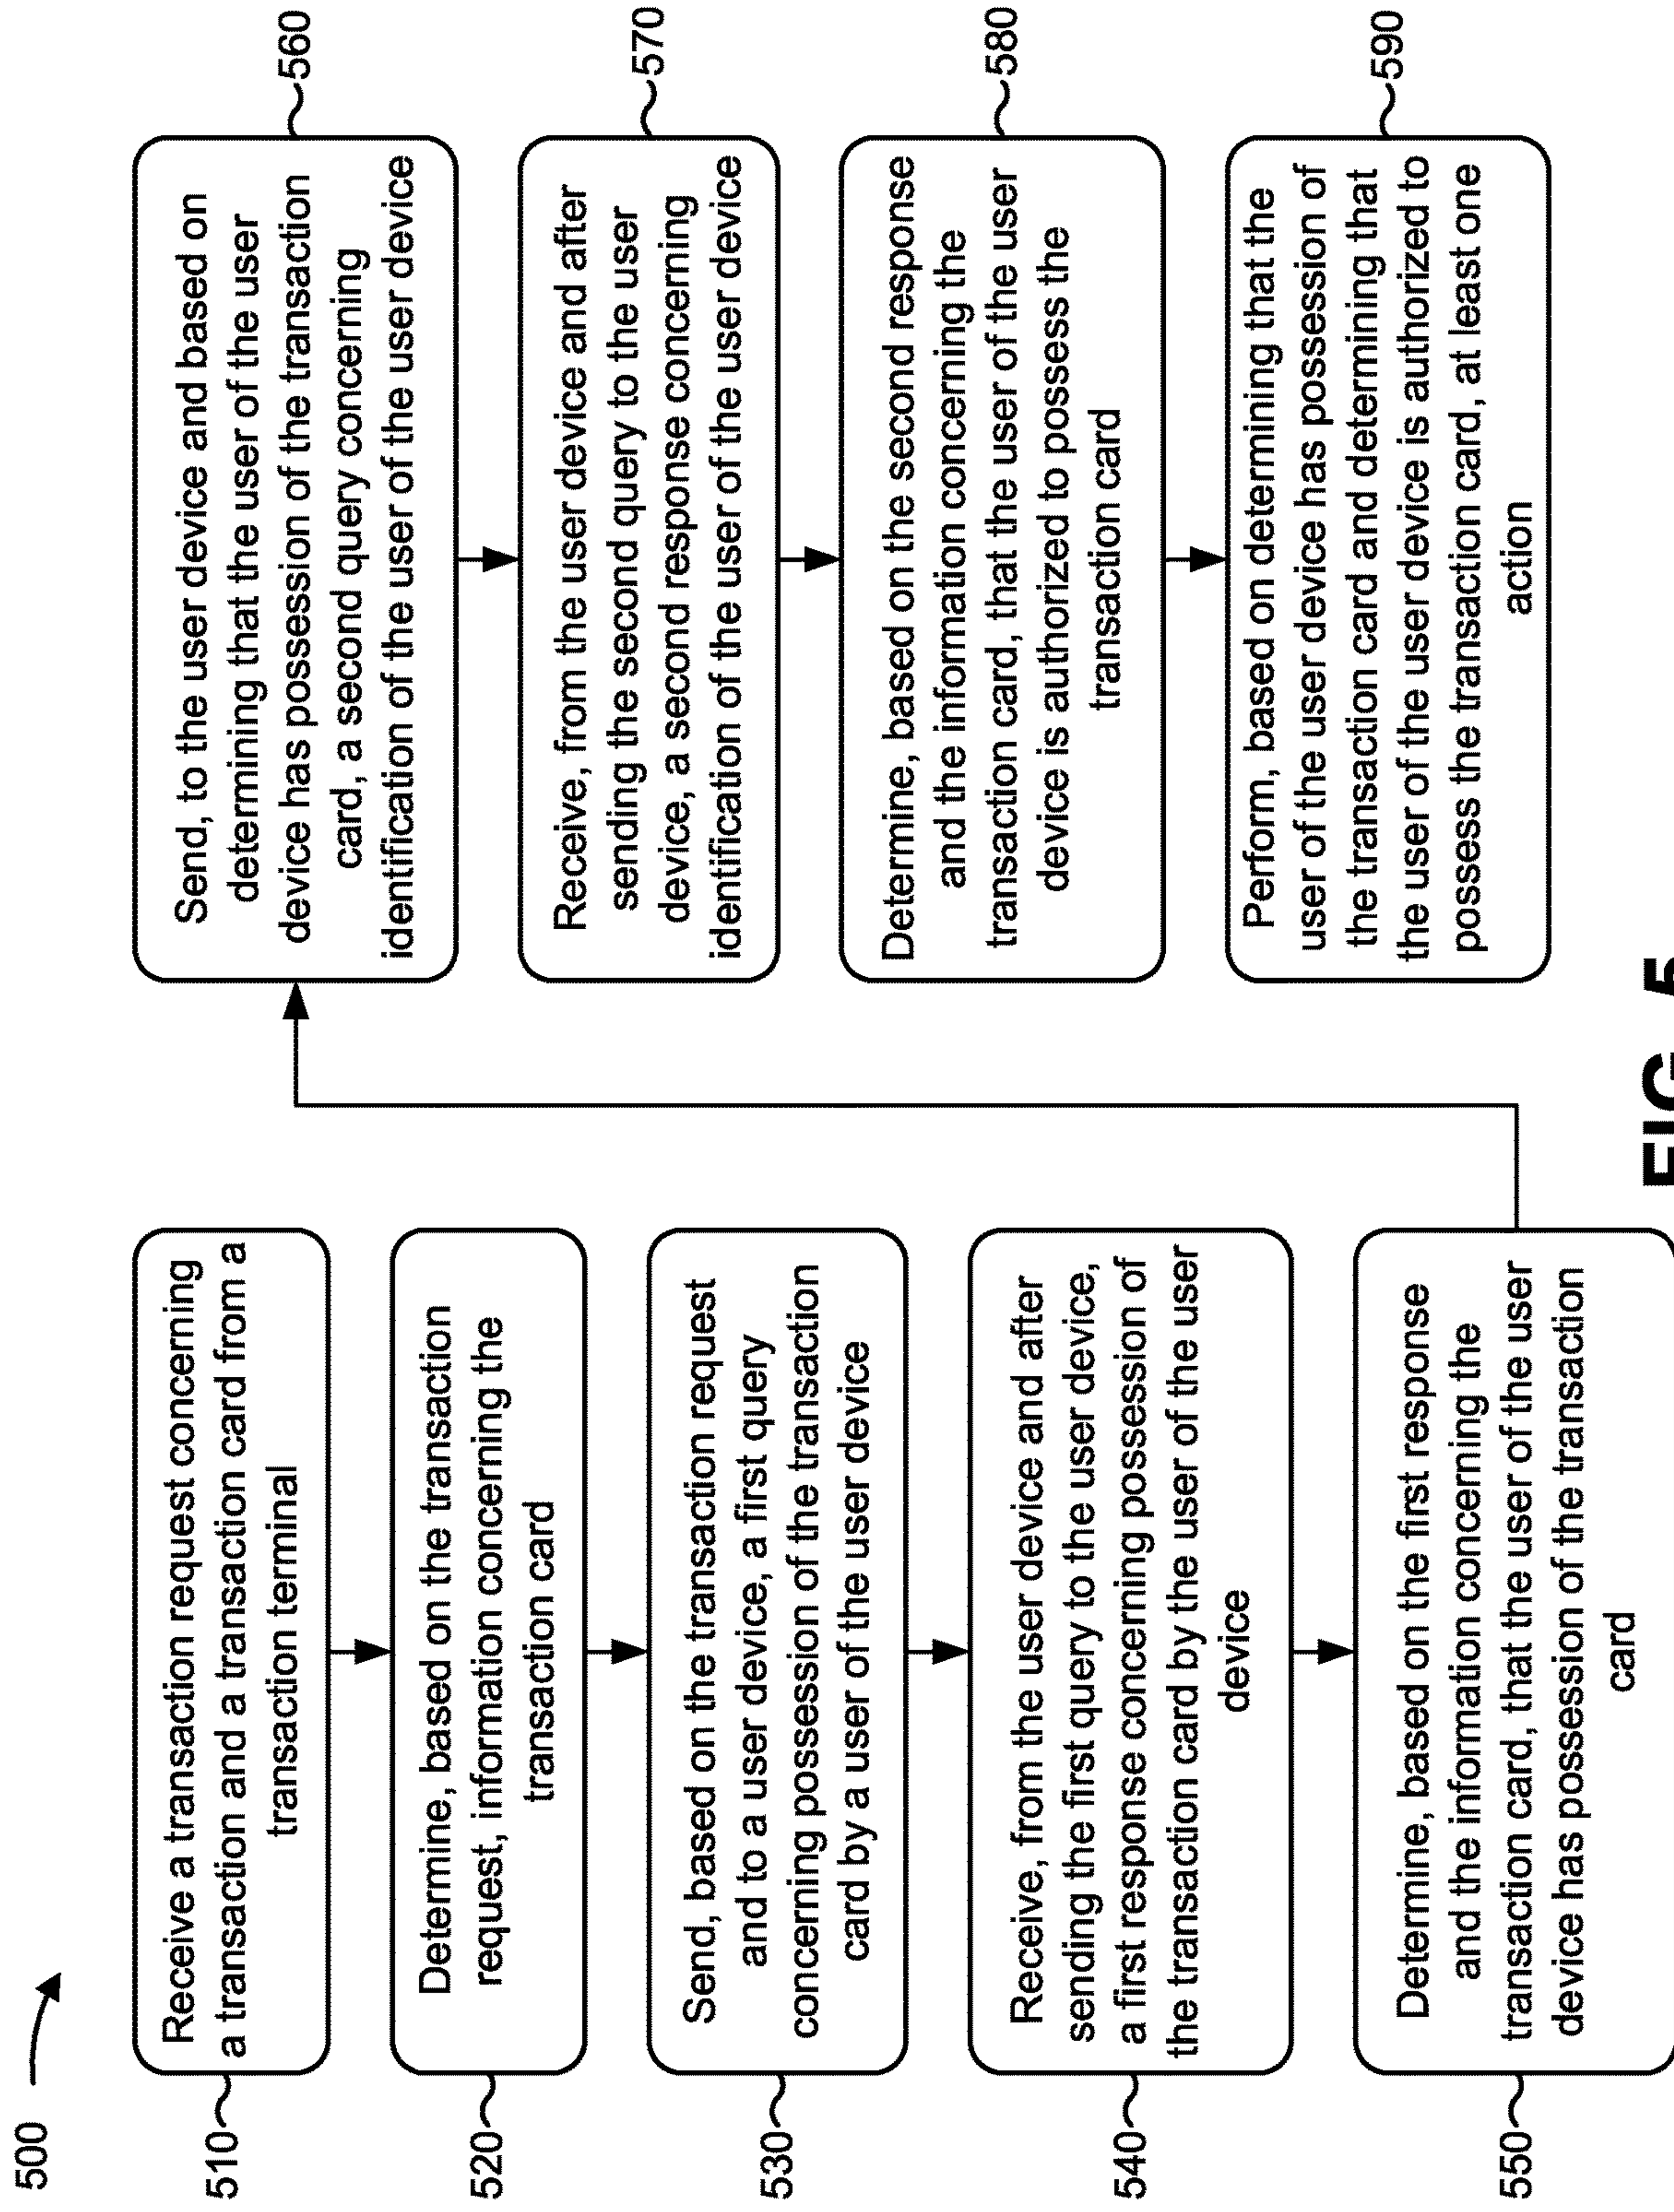 500
510
Receive a transaction request concerning
a transaction and a transaction card from a
transaction terminal
520
Determine, based on the transaction
request, information concerning the
transaction card
530
Send, based on the transaction request
and to a user device, a first query
concerning possession of the transaction
card by a user of the user device
540
Receive, from the user device and after
sending the first query to the user device,
a first response concerning possession of
the transaction card by the user of the user
device
550
Determine, based on the first response
and the information concerning the
transaction card, that the user of the user
device has possession of the transaction
card
560
Send, to the user device and based on
determining that the user of the user
device has possession of the transaction
card, a second query concerning
identification of the user of the user device
570
Receive, from the user device and after
sending the second query to the user
device, a second response concerning
identification of the user of the user device
580
Determine, based on the second response
and the information concerning the
transaction card, that the user of the user
device is authorized to possess the
transaction card
590
Perform, based on determining that the
user of the user device has possession of
the transaction card and determining that
the user of the user device is authorized to
possess the transaction card, at least one
action
FIG. 5